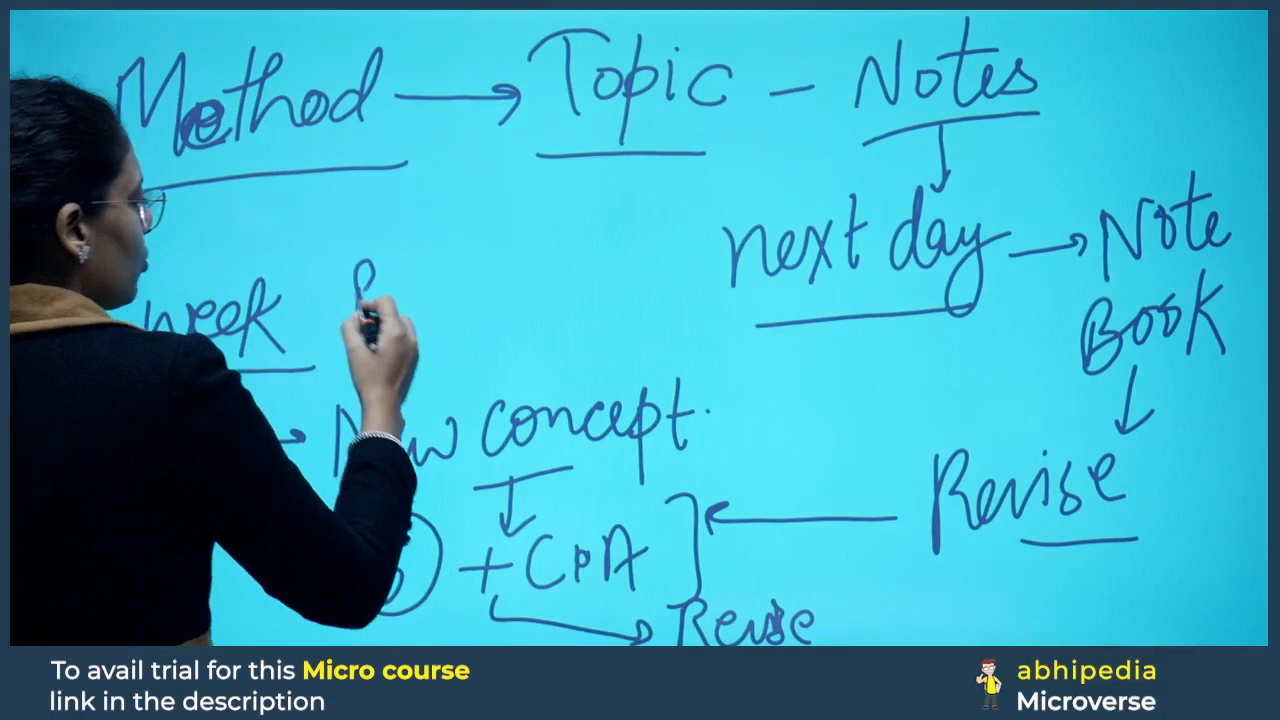 Method → Topic - Notes
next day → Note
Book
week
New concept.
Revise
+ CPA
Revise
To avail trial for this Micro course
link in the description
abhipedia
Microverse